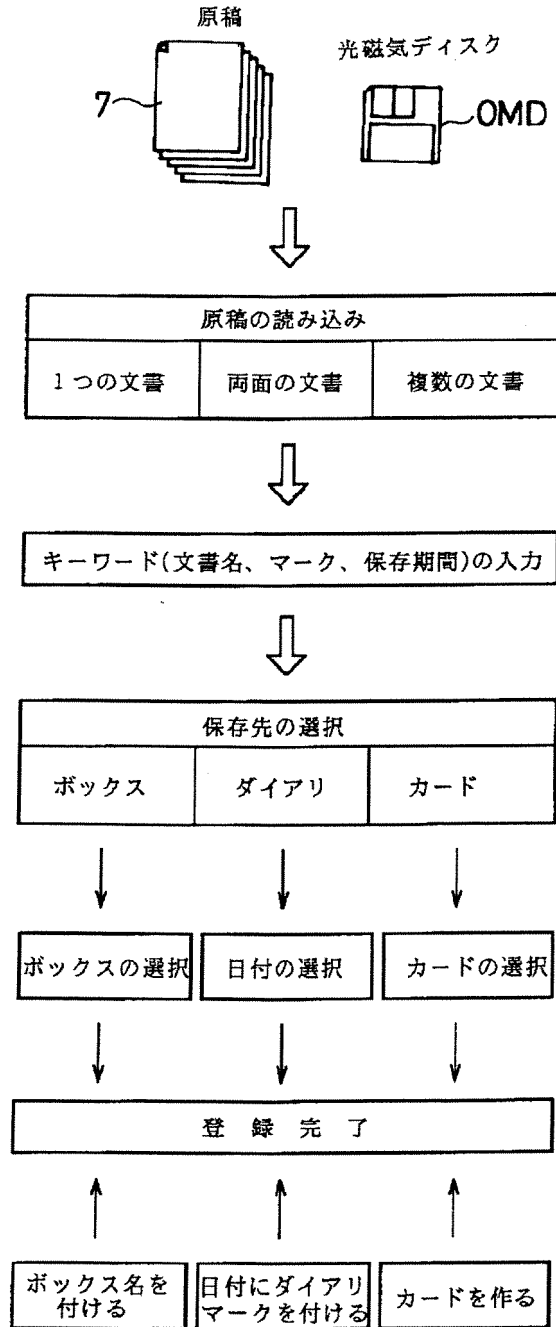 原稿
光磁気ディスク
7
OMD
原稿の読み込み
1つの文書
両面の文書
複数の文書
キーワード(文書名、マーク、保存期間)の入力
保存先の選択
ボックス
ダイアリ
カード
ボックスの選択
日付の選択
カードの選択
登録完了
ボックス名を
付ける
日付にダイアリ
マークを付ける
カードを作る